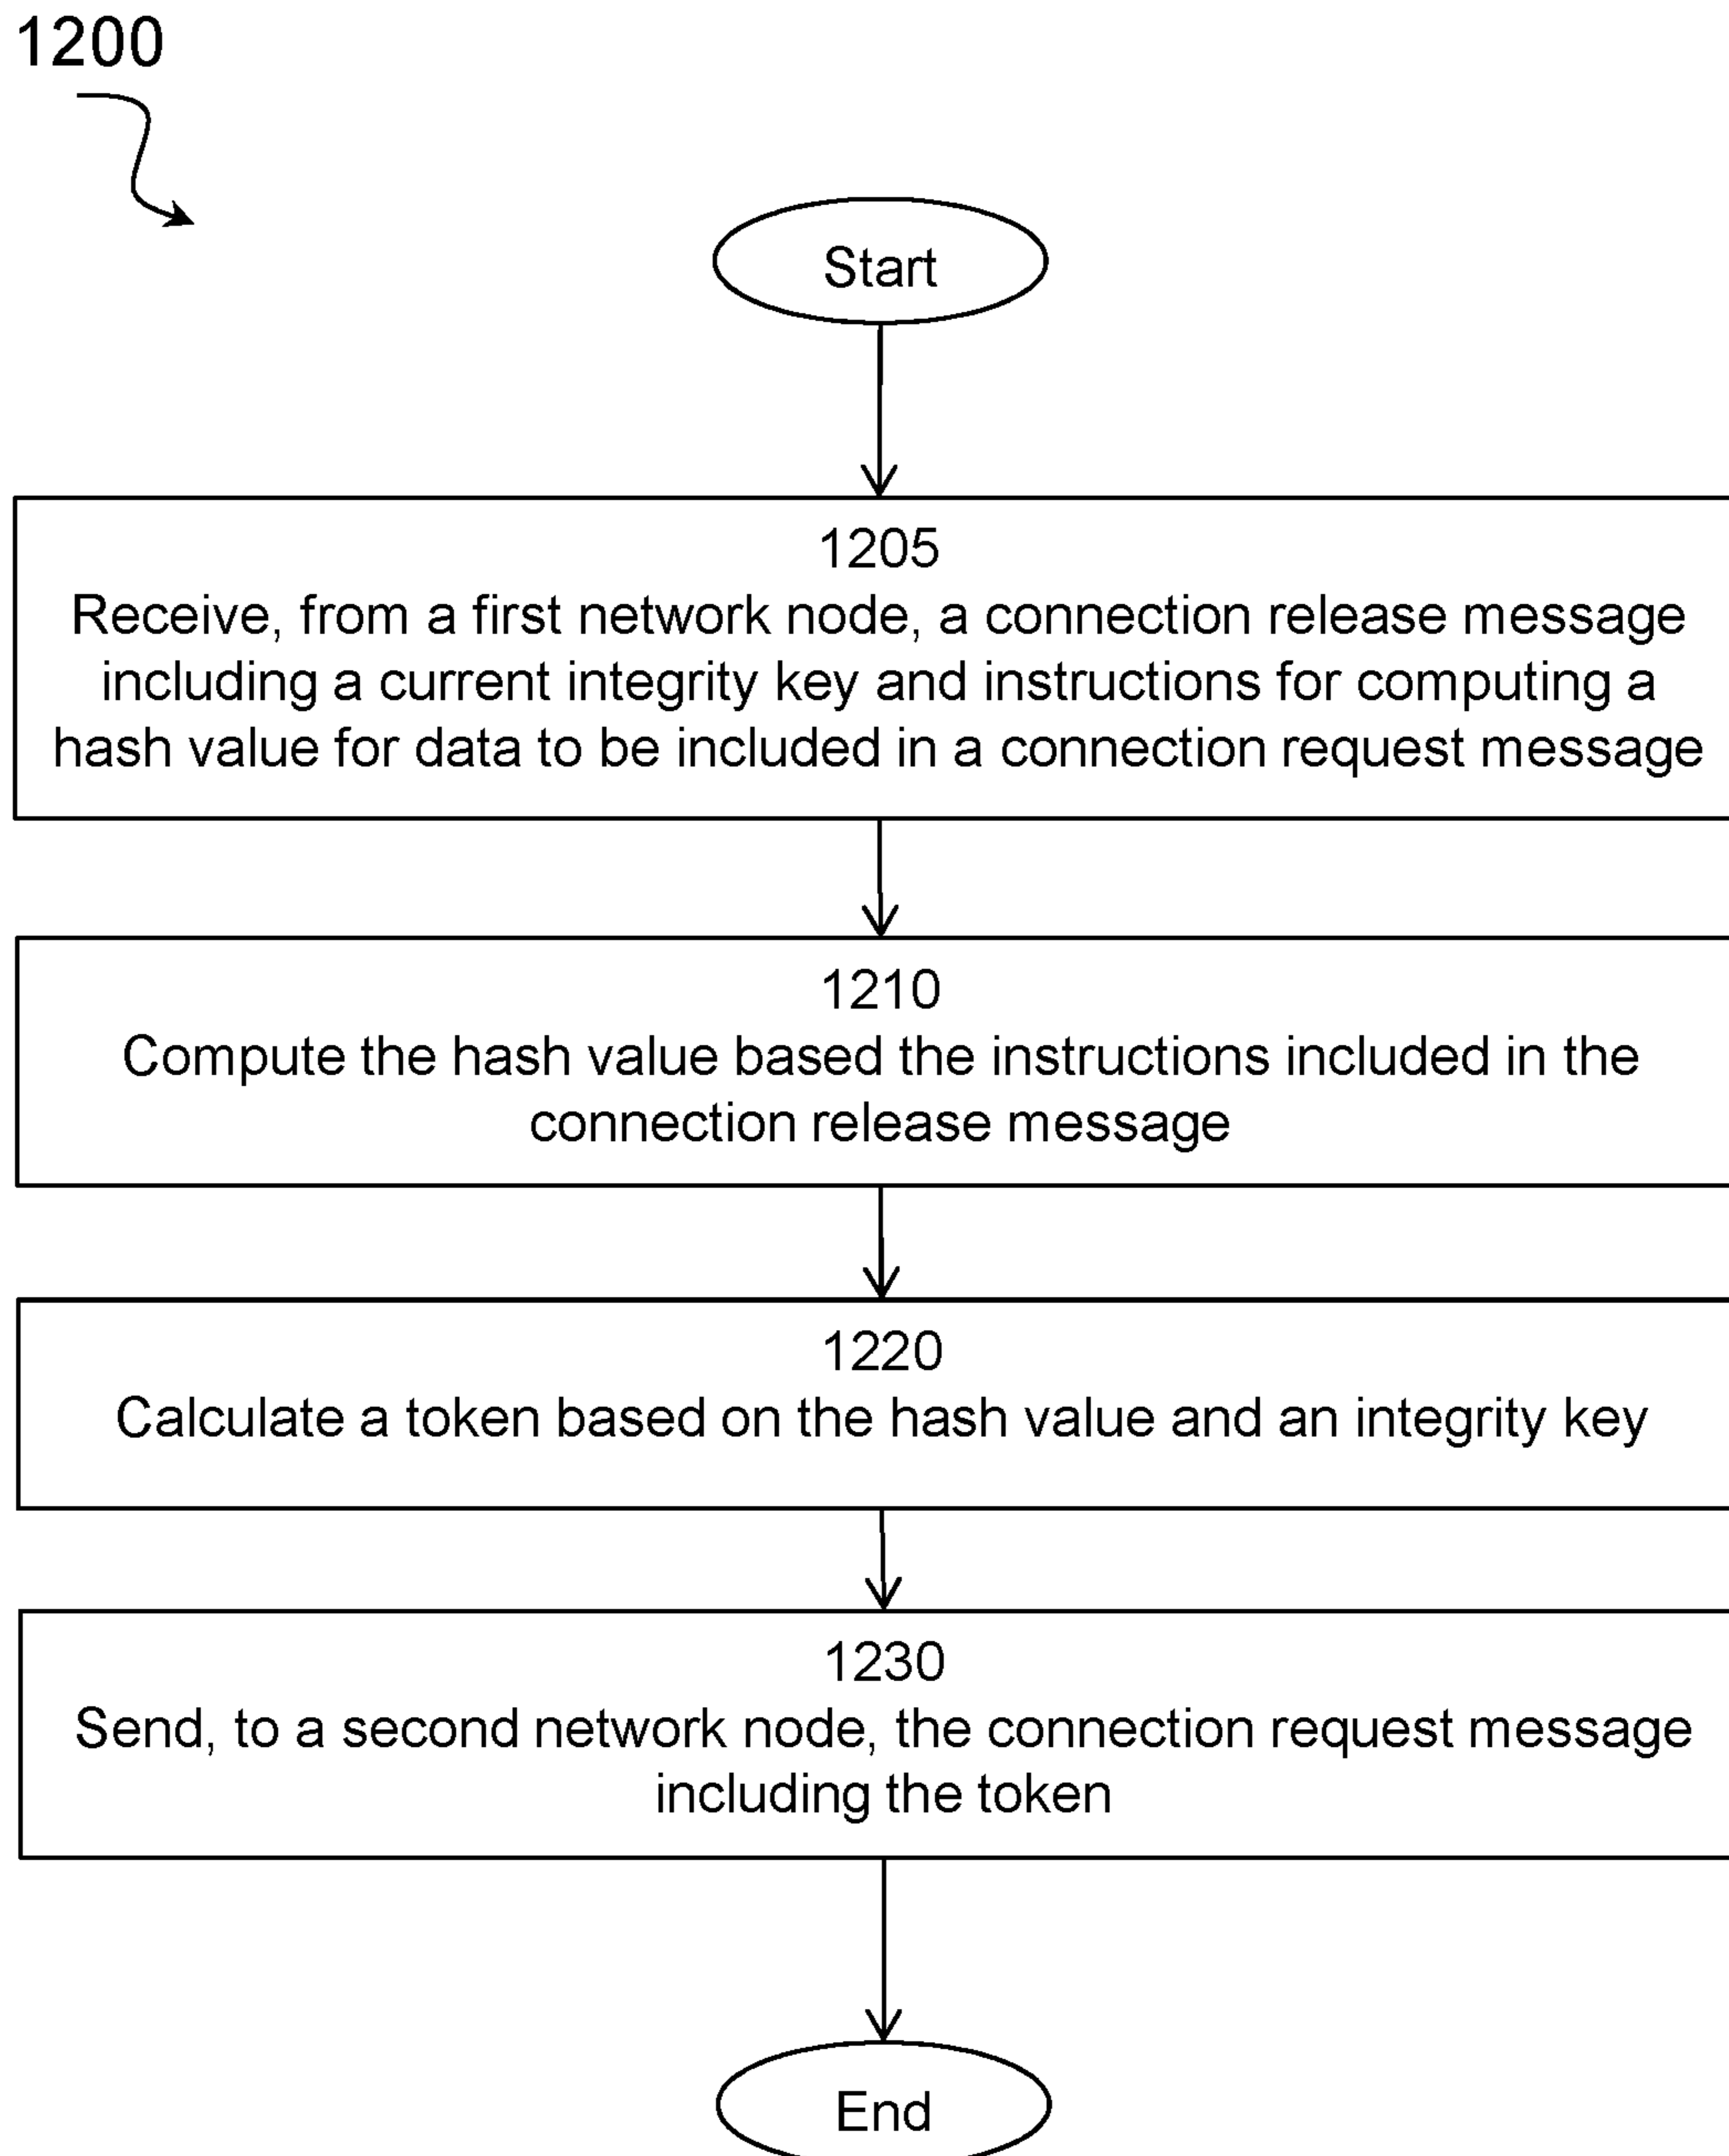 1200
Start
1205
Receive, from a first network node, a connection release message
including a current integrity key and instructions for computing a
hash value for data to be included in a connection request message
1210
Compute the hash value based the instructions included in the
connection release message
1220
Calculate a token based on the hash value and an integrity key
1230
Send, to a second network node, the connection request message
including the token
End